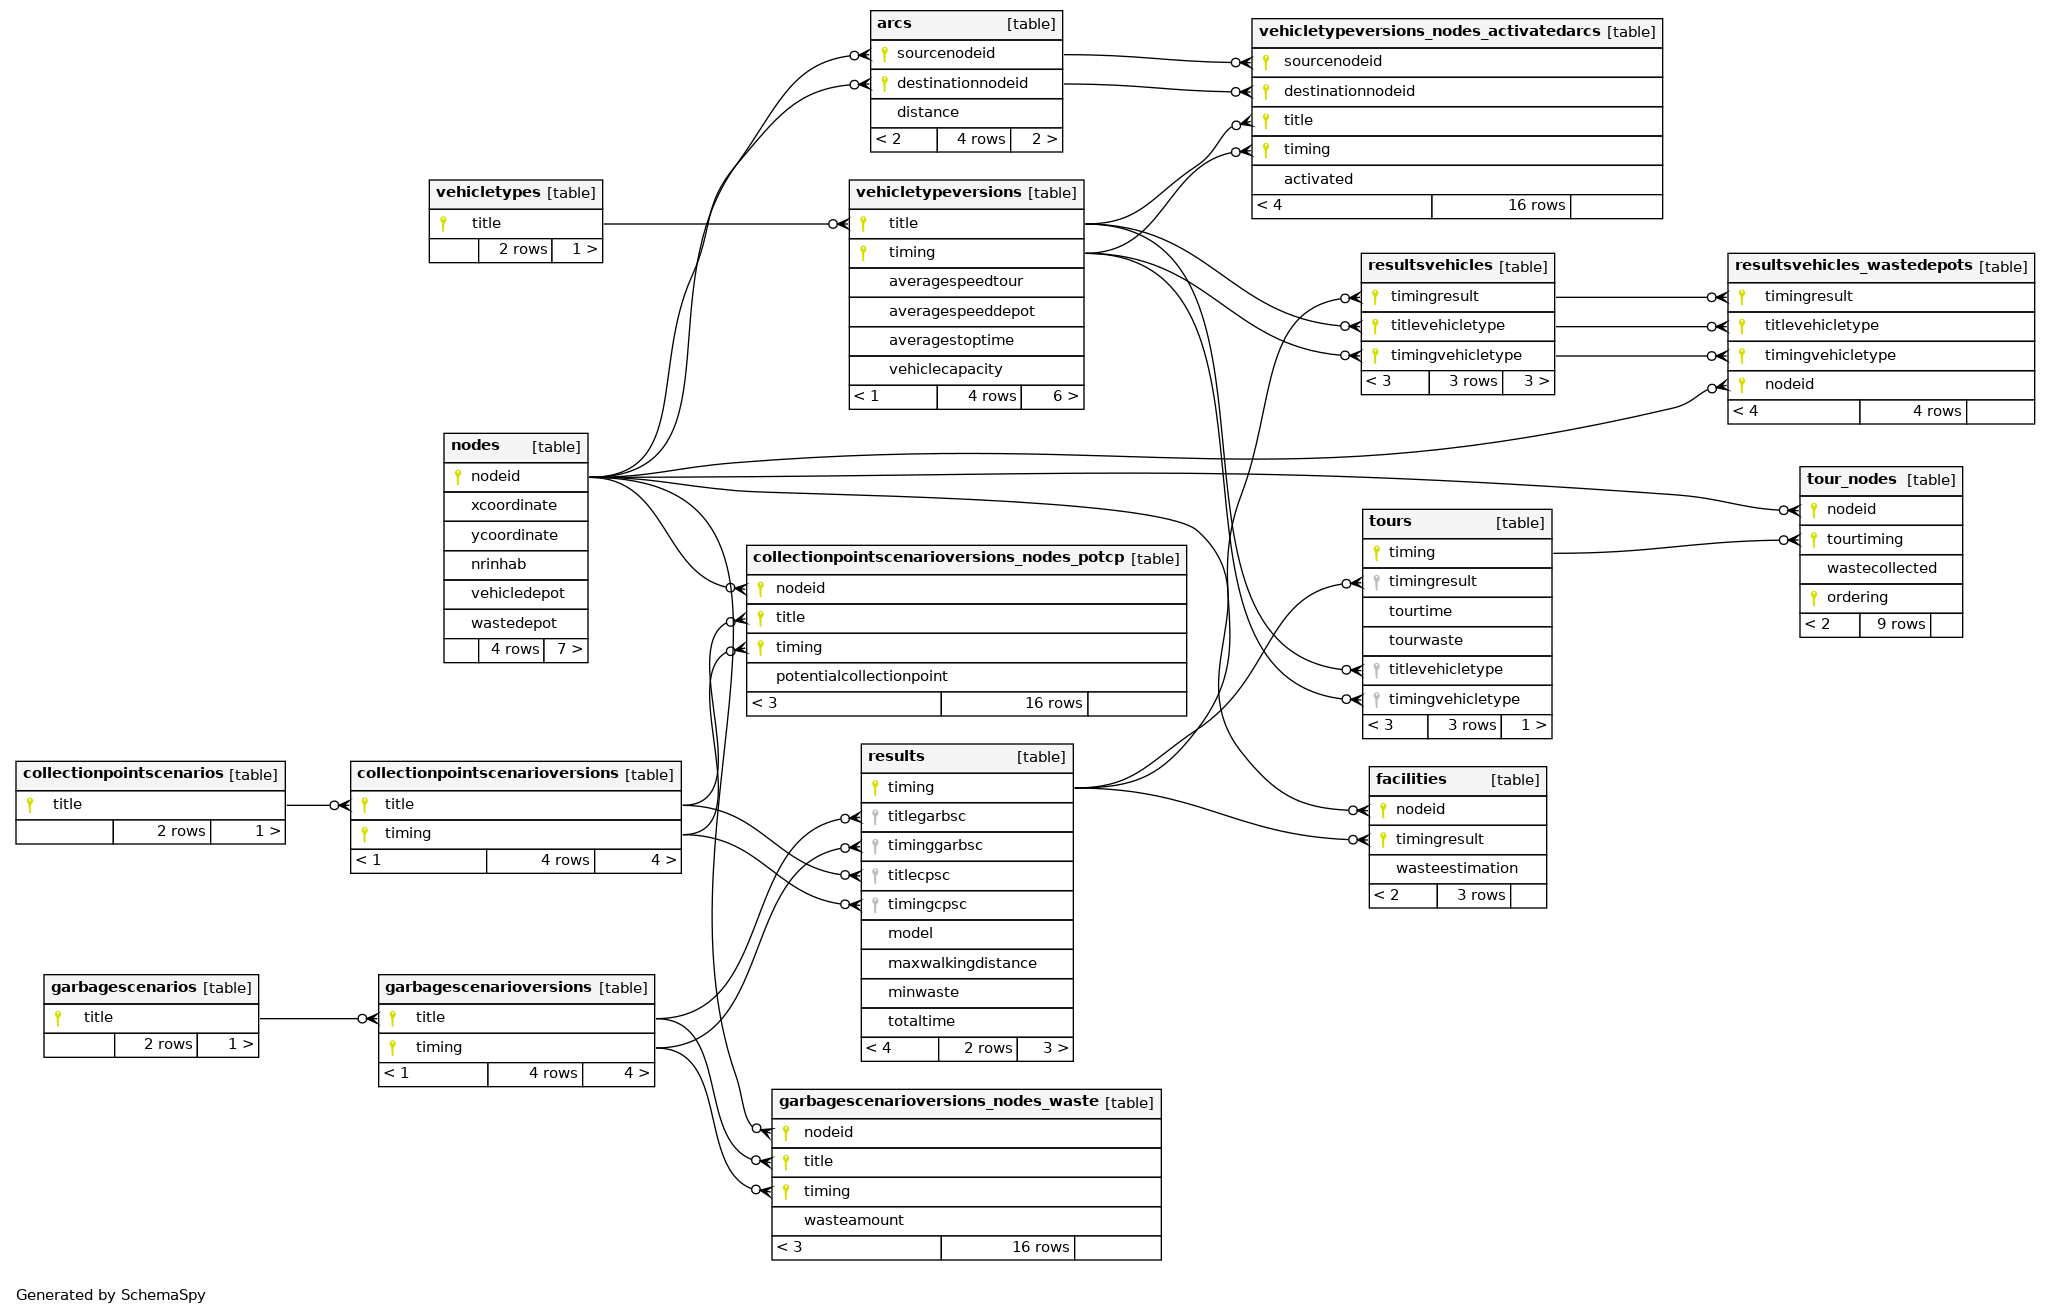 arcs [table]
sourcenodeid
destinationnodeid
distance
< 2 4 rows 2 >
vehicletypeversions_nodes_activatedarcs [table]
sourcenodeid
destinationnodeid
title
timing
activated
< 4 16 rows
vehicletypes [table]
title
2 rows 1 >
vehicletypeversions [table]
title
timing
averagespeedtour
averagespeeddepot
averagestoptime
vehiclecapacity
< 1 4 rows 6 >
resultsvehicles [table]
timingresult
titlevehicletype
timingvehicletype
< 3 3 rows 3 >
resultsvehicles_wastedepots [table]
timingresult
titlevehicletype
timingvehicletype
nodeid
< 4 4 rows
nodes [table]
nodeid
xcoordinate
ycoordinate
nrinhab
vehicledepot
wastedepot
4 rows 7 >
tour_nodes [table]
nodeid
tourtiming
wastecollected
ordering
< 2 9 rows
tours [table]
timing
timingresult
tourtime
tourwaste
titlevehicletype
timingvehicletype
< 3 3 rows 1 >
collectionpointscenarioversions_nodes_potcp [table]
nodeid
title
timing
potentialcollectionpoint
< 3 16 rows
collectionpointscenarios [table]
title
2 rows 1 >
collectionpointscenarioversions [table]
title
timing
< 1 4 rows 4 >
results [table]
timing
titlegarbsc
timinggarbsc
titlecpsc
timingcpsc
model
maxwalkingdistance
minwaste
totaltime
< 4 2 rows 3 >
facilities [table]
nodeid
timingresult
wasteestimation
< 2 3 rows
garbagescenarios [table]
title
2 rows 1 >
garbagescenarioversions [table]
title
timing
< 1 4 rows 4 >
garbagescenarioversions_nodes_waste [table]
nodeid
title
timing
wasteamount
< 3 16 rows
Generated by SchemaSpy